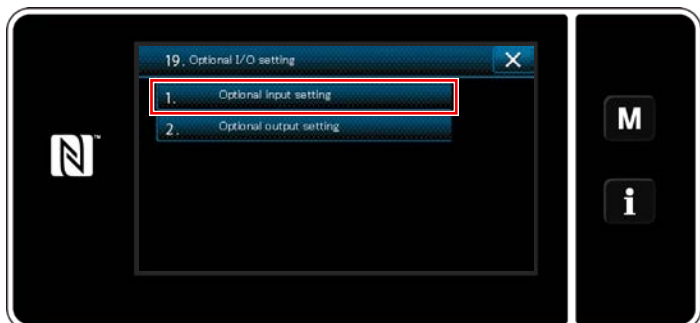 19. Optional I/O setting
1. Optional input setting
2. Optional output setting
M
i